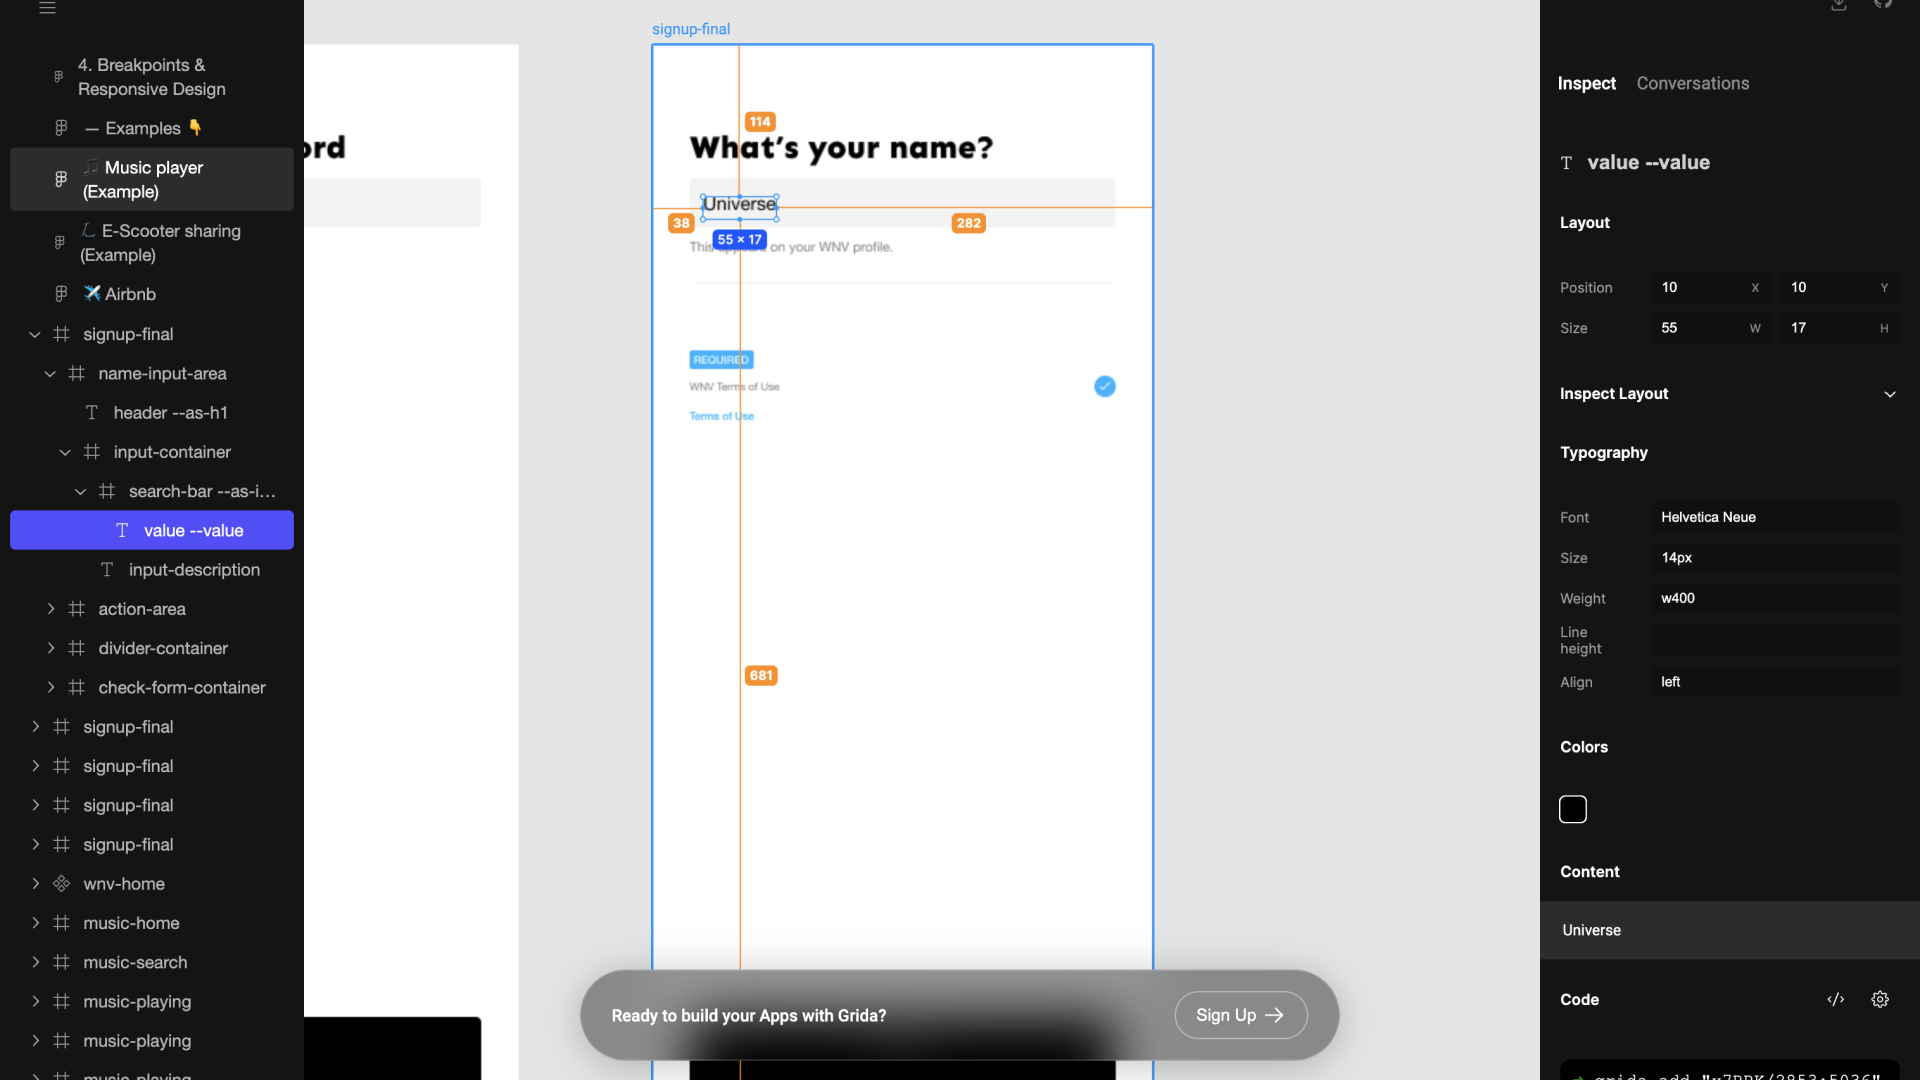 4. Breakpoints &
Responsive Design
— Examples 👇
🎵 Music player
(Example)
🛴 E-Scooter sharing
(Example)
✈️ Airbnb
signup-final
name-input-area
header --as-h1
input-container
search-bar --as-i...
value --value
input-description
action-area
divider-container
check-form-container
signup-final
signup-final
signup-final
signup-final
wnv-home
music-home
music-search
music-playing
music-playing
music-playing
ord
signup-final
114
What's your name?
Universe
38
282
55 × 17
This appears on your WNV profile.
REQUIRED
WNV Terms of Use
Terms of Use
681
Ready to build your Apps with Grida?
Sign Up →
Inspect
Conversations
T value --value
Layout
Position 10 X 10 Y
Size 55 W 17 H
Inspect Layout
Typography
Font Helvetica Neue
Size 14px
Weight w400
Line
height
Align left
Colors
Content
Universe
Code